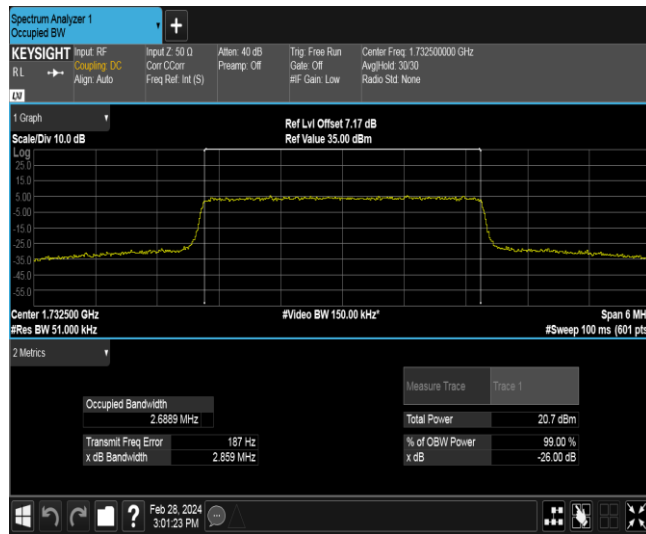 Spectrum Analyzer 1
Occupied BW
+
KEYSIGHT Input: RF Input Z: 50 Ω Atten: 40 dB Trig: Free Run Center Freq: 1.732500000 GHz
RL Coupling: DC Corr CCorr Preamp: Off Gate: Off Avg|Hold: 30/30
Align: Auto Freq Ref: Int (S) #IF Gain: Low Radio Std: None
LXI
1 Graph
Ref Lvl Offset 7.17 dB
Scale/Div 10.0 dB Ref Value 35.00 dBm
Log
25.0
15.0
5.00
-5.00
-15.0
-25.0
-35.0
-45.0
-55.0
Center 1.732500 GHz #Video BW 150.00 kHz* Span 6 MH
#Res BW 51.000 kHz #Sweep 100 ms (601 pts
2 Metrics
Measure Trace Trace 1
Occupied Bandwidth
2.6889 MHz
Total Power 20.7 dBm
Transmit Freq Error 187 Hz % of OBW Power 99.00 %
x dB Bandwidth 2.859 MHz x dB -26.00 dB
? Feb 28, 2024
3:01:23 PM